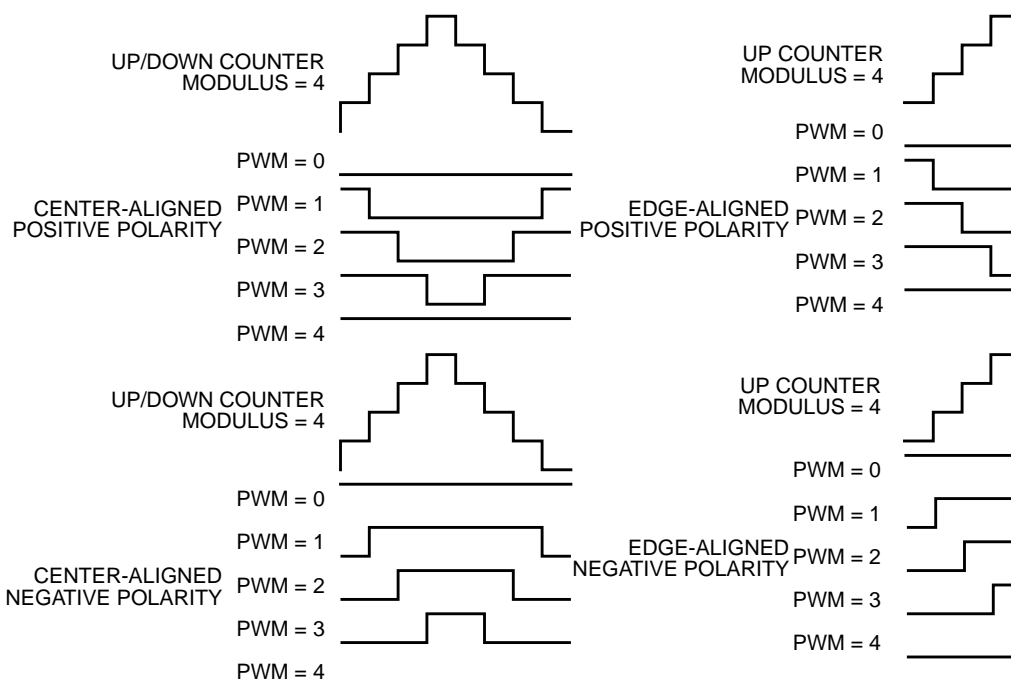 UP/DOWN COUNTER
MODULUS = 4
PWM = 0
CENTER-ALIGNED
POSITIVE POLARITY
PWM = 1
PWM = 2
PWM = 3
PWM = 4
UP COUNTER
MODULUS = 4
PWM = 0
PWM = 1
EDGE-ALIGNED
POSITIVE POLARITY
PWM = 2
PWM = 3
PWM = 4
UP/DOWN COUNTER
MODULUS = 4
PWM = 0
PWM = 1
CENTER-ALIGNED
NEGATIVE POLARITY
PWM = 2
PWM = 3
PWM = 4
UP COUNTER
MODULUS = 4
PWM = 0
PWM = 1
EDGE-ALIGNED
NEGATIVE POLARITY
PWM = 2
PWM = 3
PWM = 4